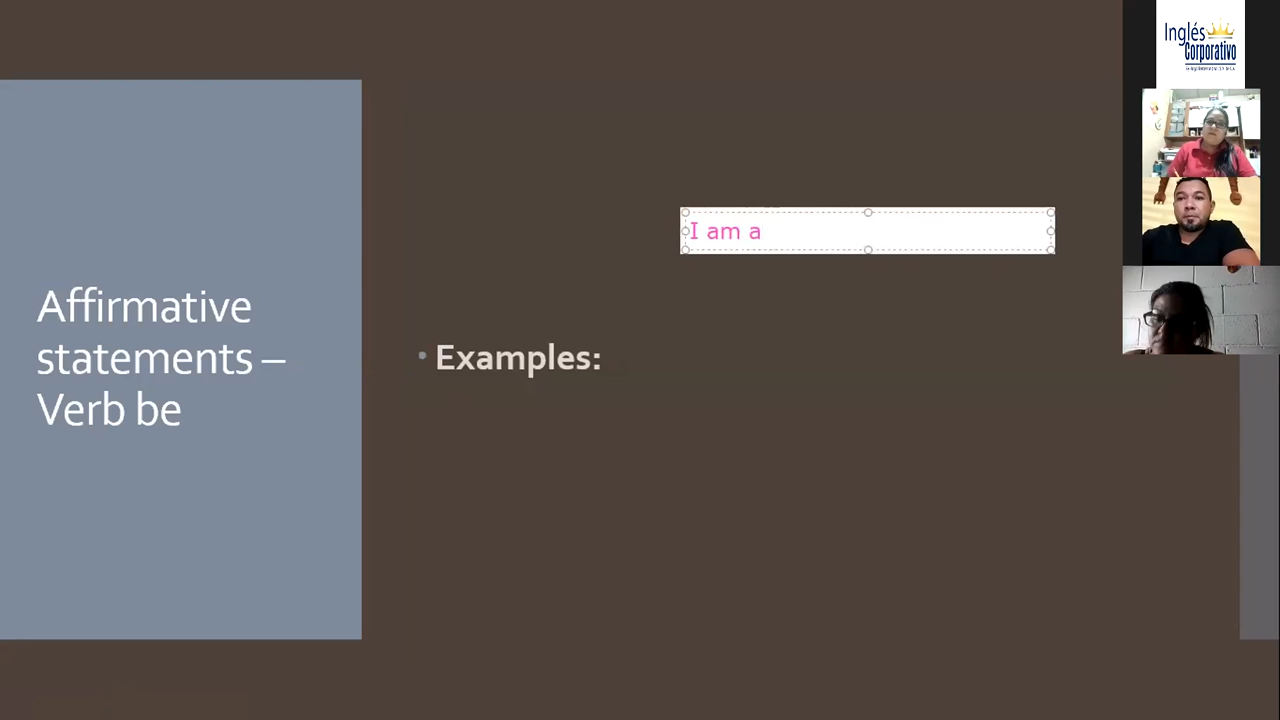 Inglés
Corporativo
I am a
Affirmative
statements –
Verb be
• Examples: